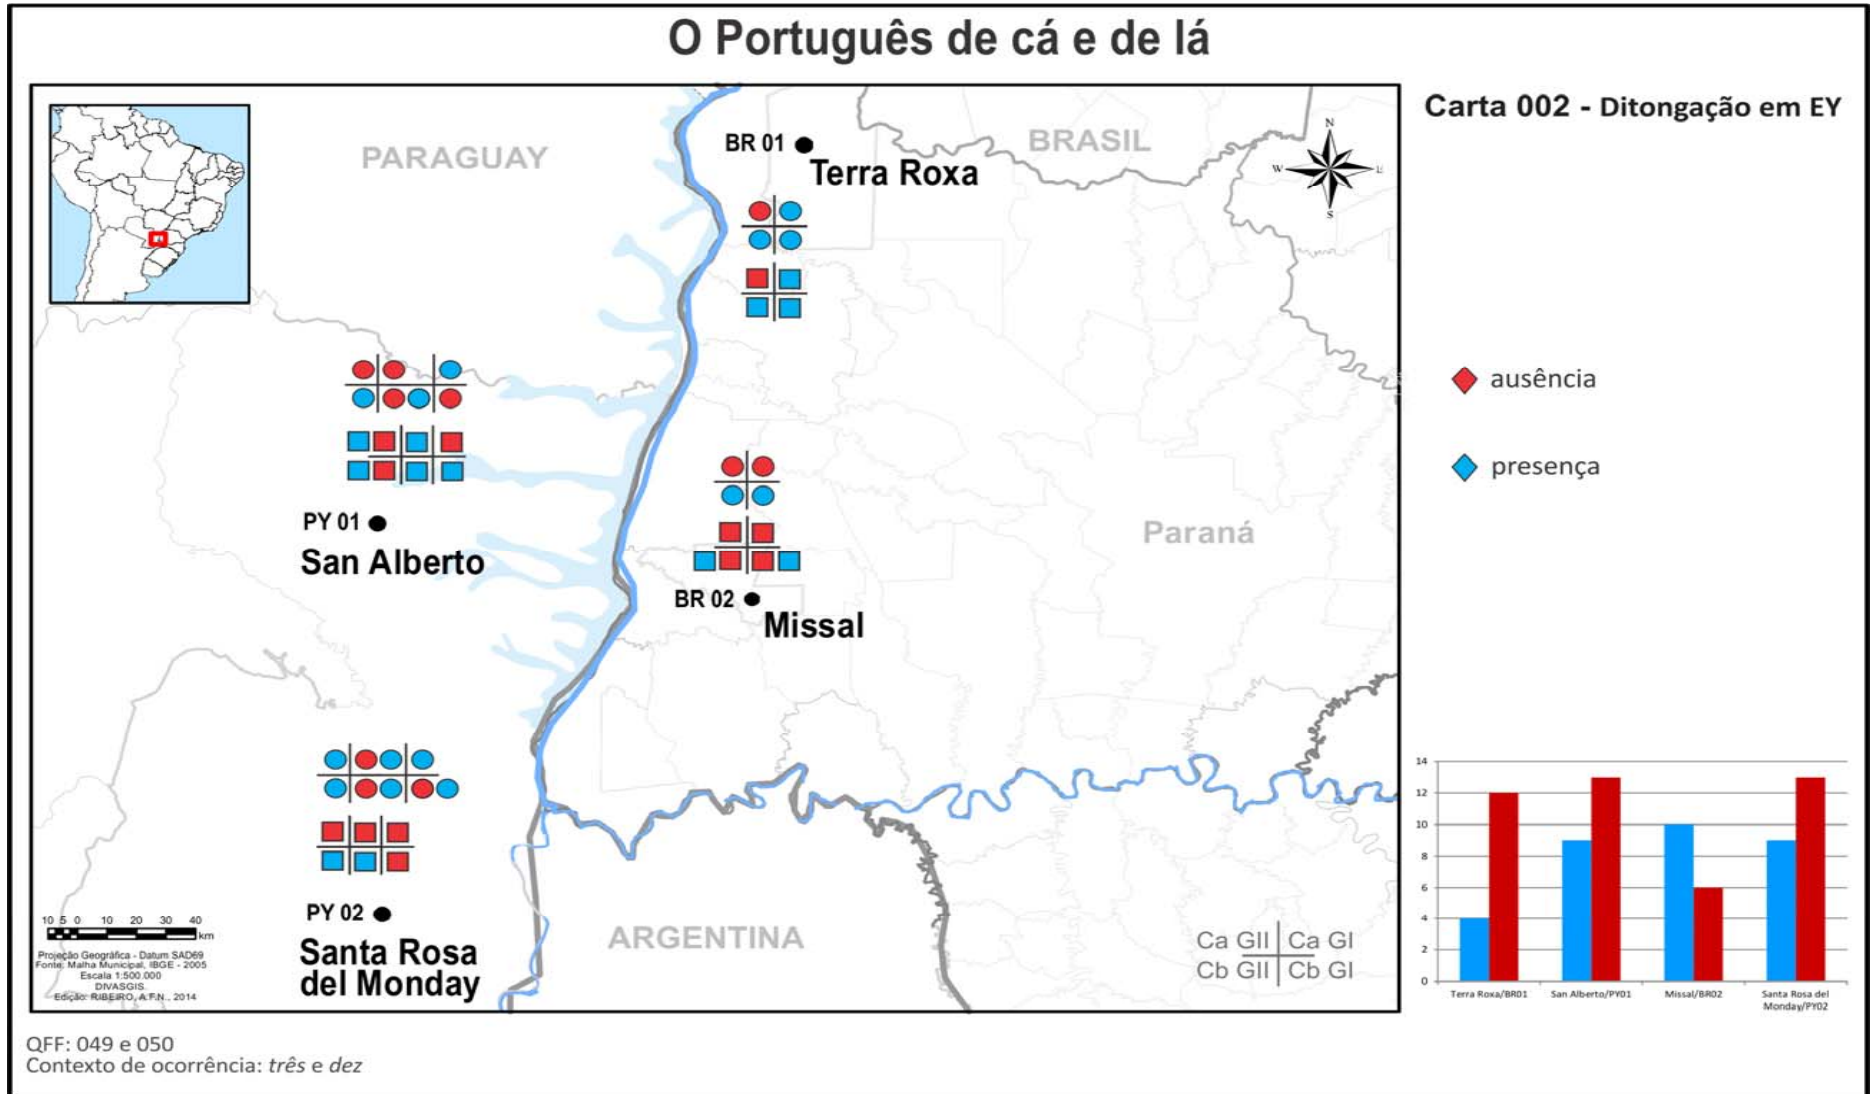 O Português de cá e de lá
Carta 002 - Ditongação em EY
PARAGUAY
BRASIL
BR 01
Terra Roxa
N
W
E
S
ausência
presença
PY 01
San Alberto
Paraná
BR 02
Missal
PY 02
Santa Rosa
del Monday
ARGENTINA
Ca GII Ca GI
Cb GII Cb GI
10 5 0 10 20 30 40
km
Projeção Geográfica - Datum SAD69
Fonte: Malha Municipal, IBGE - 2005
Escala 1:500.000
DIVASGIS.
Edição: RIBEIRO, A.F.N., 2014
14
12
10
8
6
4
2
0
Terra Roxa/BR01 San Alberto/PY01 Missal/BR02 Santa Rosa del
Monday/PY02
QFF: 049 e 050
Contexto de ocorrência: três e dez